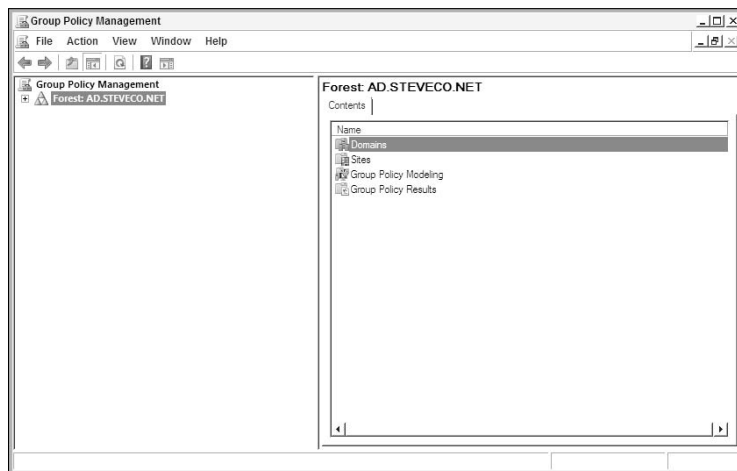 Group Policy Management
File Action View Window Help
Group Policy Management
Forest: AD.STEVECO.NET
Forest: AD.STEVECO.NET
Contents
Name
Domains
Sites
Group Policy Modeling
Group Policy Results